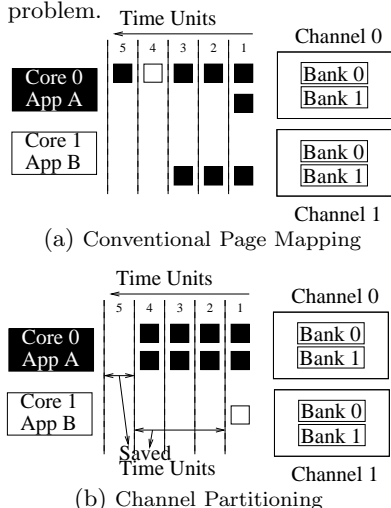 problem.
Time Units
5 4 3 2 1
Core 0
App A
Core 1
App B
Channel 0
Bank 0
Bank 1
Bank 0
Bank 1
Channel 1
(a) Conventional Page Mapping
Time Units
5 4 3 2 1
Core 0
App A
Core 1
App B
Saved
Time Units
Channel 0
Bank 0
Bank 1
Bank 0
Bank 1
Channel 1
(b) Channel Partitioning